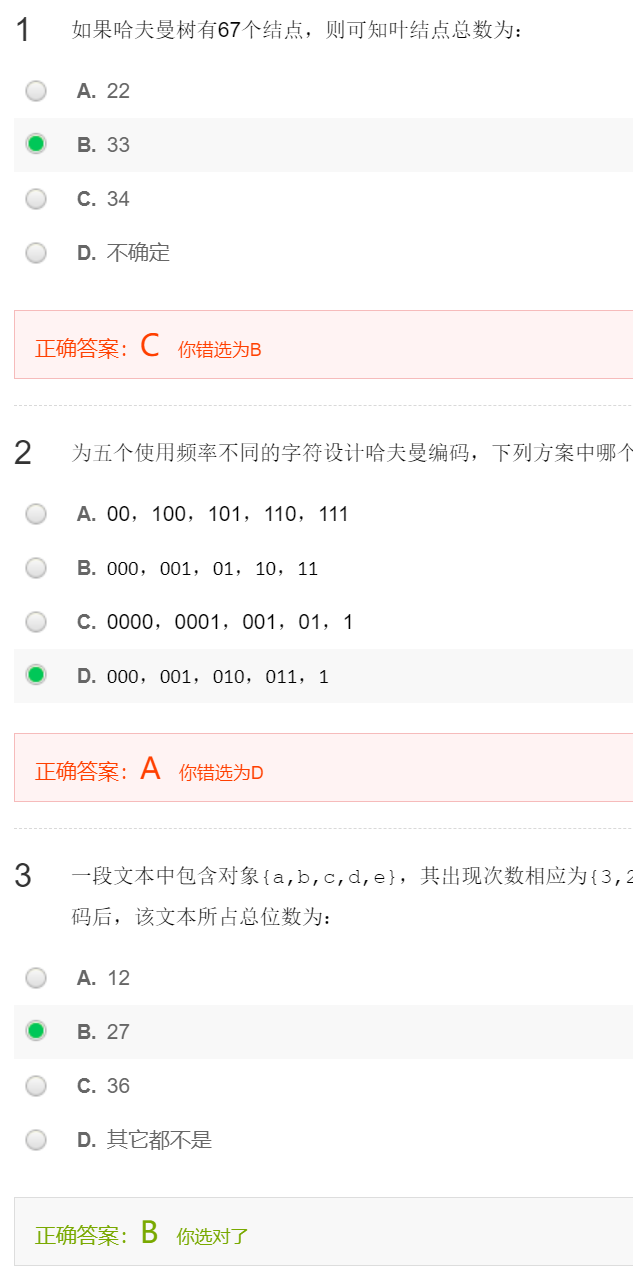 1 如果哈夫曼树有67个结点，则可知叶结点总数为：
A. 22
B. 33
C. 34
D. 不确定
正确答案：C 你错选为B
2 为五个使用频率不同的字符设计哈夫曼编码，下列方案中哪个
A. 00，100，101，110，111
B. 000，001，01，10，11
C. 0000，0001，001，01，1
D. 000，001，010，011，1
正确答案：A 你错选为D
3 一段文本中包含对象{a,b,c,d,e}，其出现次数相应为{3,2
码后，该文本所占总位数为：
A. 12
B. 27
C. 36
D. 其它都不是
正确答案：B 你选对了